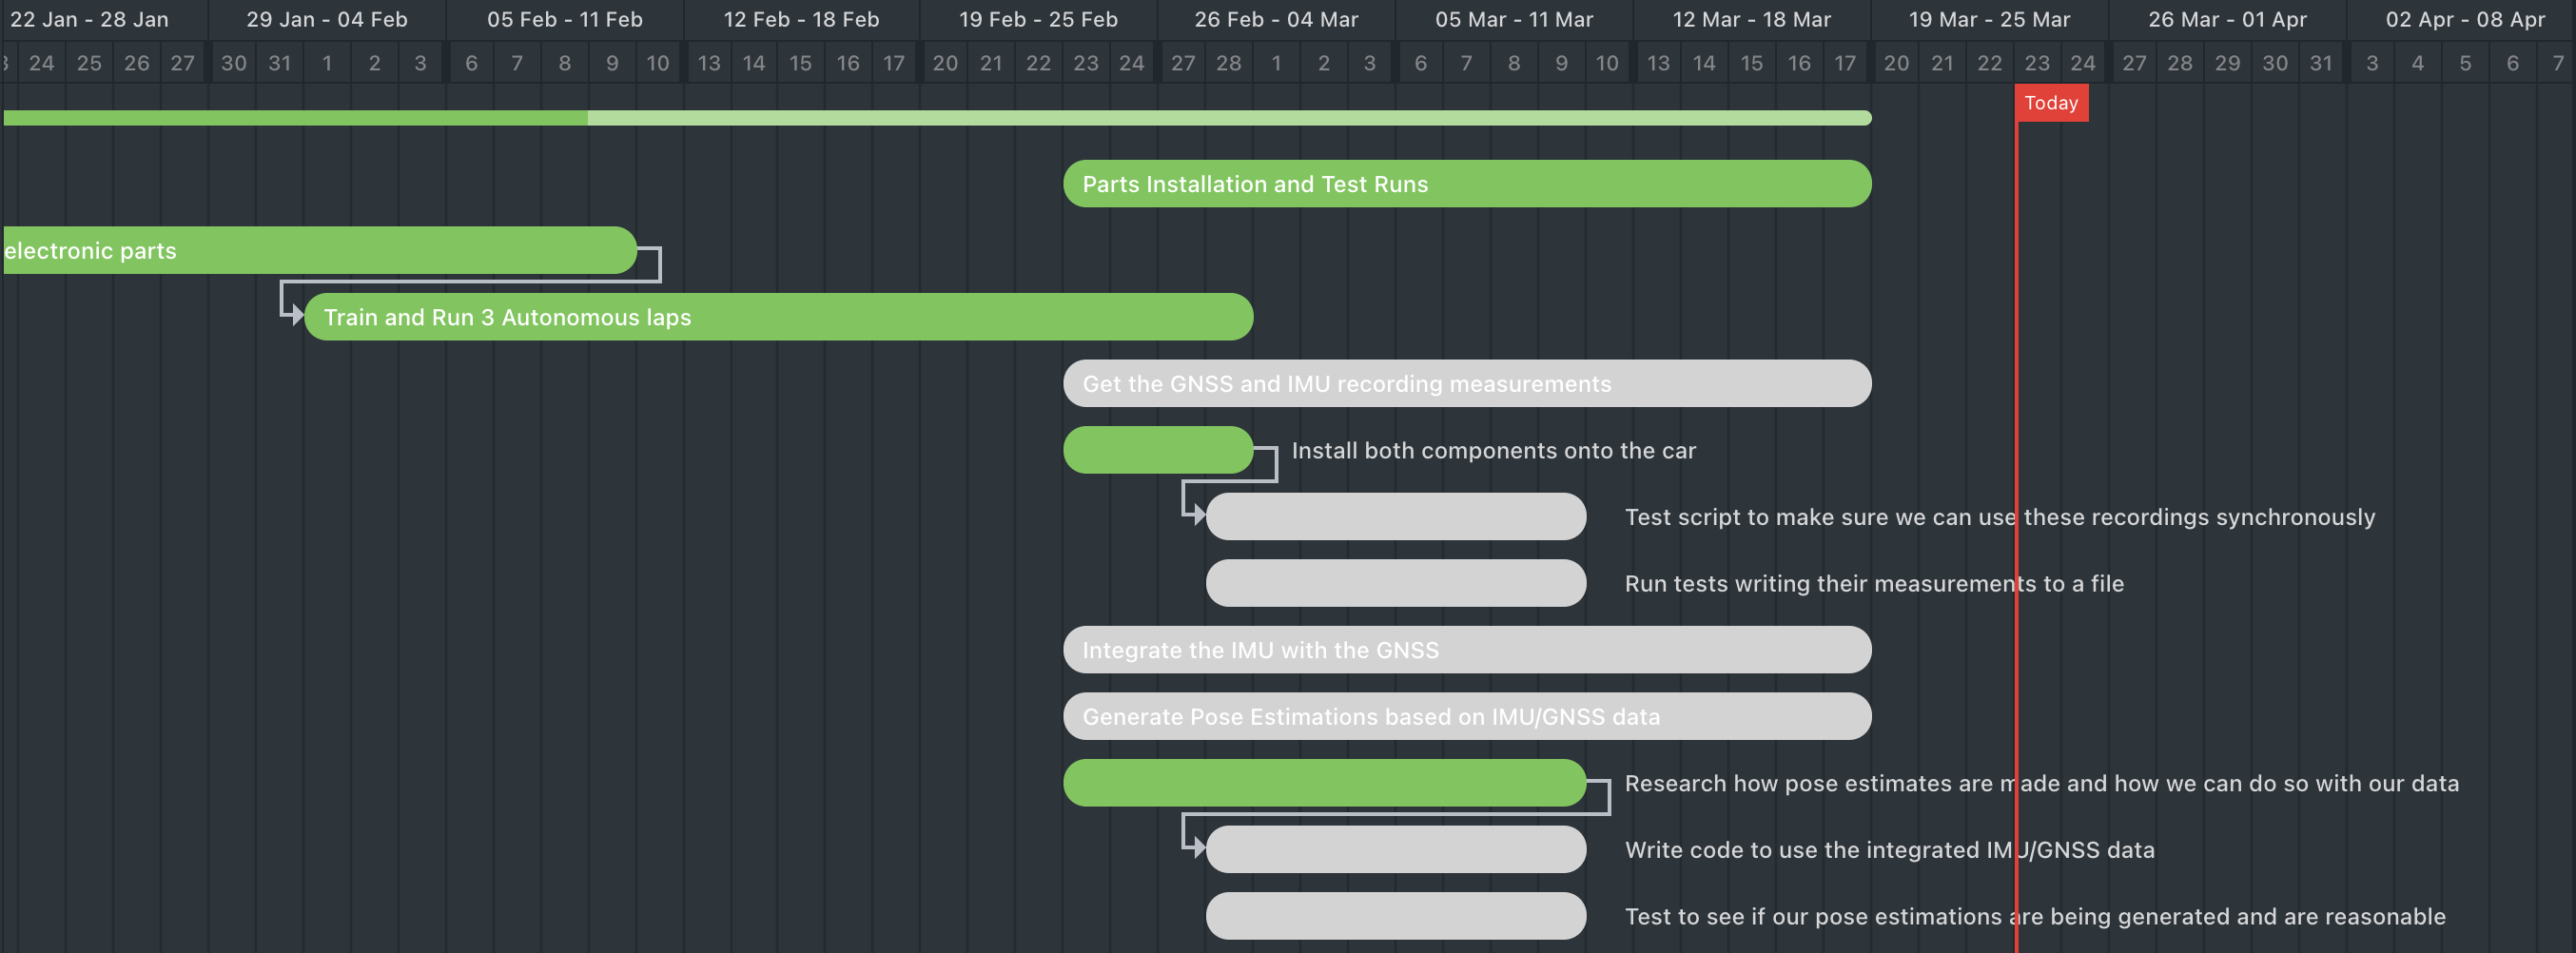 22 Jan - 28 Jan 29 Jan - 04 Feb 05 Feb - 11 Feb 12 Feb - 18 Feb 19 Feb - 25 Feb 26 Feb - 04 Mar 05 Mar - 11 Mar 12 Mar - 18 Mar 19 Mar - 25 Mar 26 Mar - 01 Apr 02 Apr - 08 Apr
24 25 26 27 30 31 1 2 3 6 7 8 9 10 13 14 15 16 17 20 21 22 23 24 27 28 1 2 3 6 7 8 9 10 13 14 15 16 17 20 21 22 23 24 27 28 29 30 31 3 4 5 6 7
Today
Parts Installation and Test Runs
electronic parts
Train and Run 3 Autonomous laps
Get the GNSS and IMU recording measurements
Install both components onto the car
Test script to make sure we can use these recordings synchronously
Run tests writing their measurements to a file
Integrate the IMU with the GNSS
Generate Pose Estimations based on IMU/GNSS data
Research how pose estimates are made and how we can do so with our data
Write code to use the integrated IMU/GNSS data
Test to see if our pose estimations are being generated and are reasonable